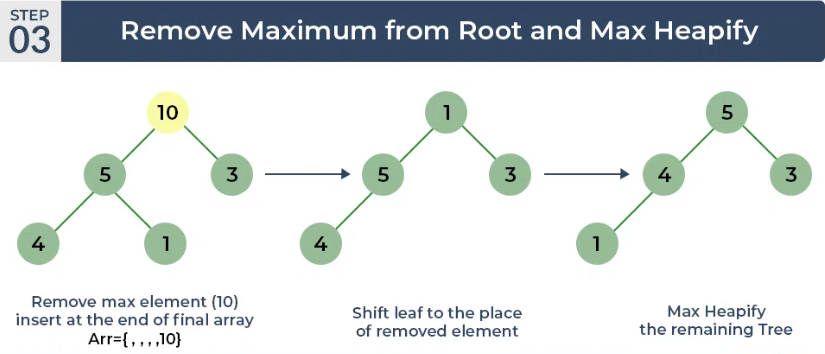 STEP
03
Remove Maximum from Root and Max Heapify
10
5
3
4
1
1
5
3
4
5
4
3
1
Remove max element (10)
insert at the end of final array
Arr={ , , , ,10}
Shift leaf to the place
of removed element
Max Heapify
the remaining Tree